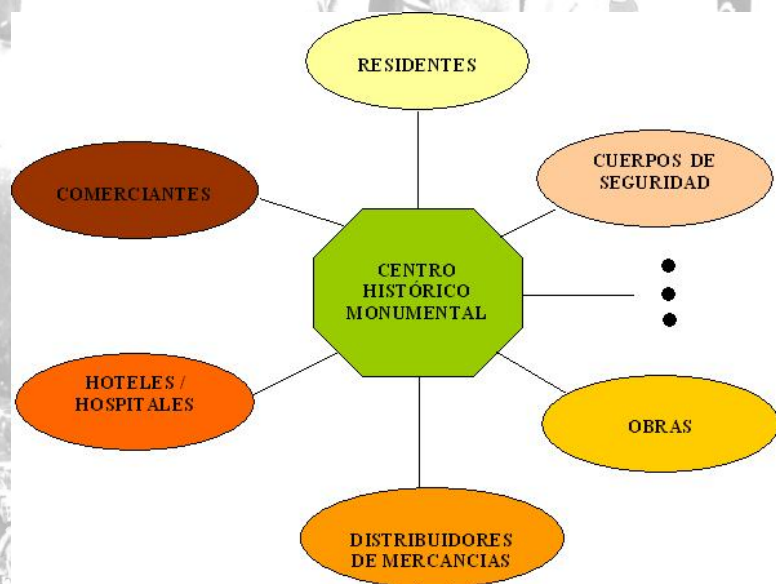 RESIDENTES
CUERPOS DE
SEGURIDAD
COMERCIANTES
CENTRO
HISTÓRICO
MONUMENTAL
HOTELES /
HOSPITALES
OBRAS
DISTRIBUIDORES
DE MERCANCIAS